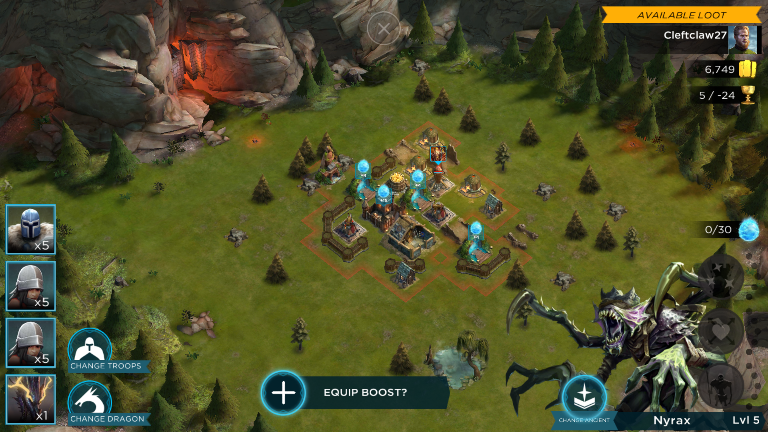 AVAILABLE LOOT
Cleftclaw27
6,749
5 / -24
0/30
x5
x5
x5
x1
CHANGE TROOPS
CHANGE DRAGON
EQUIP BOOST?
CHANGE ANCIENT
Nyrax Lvl 5